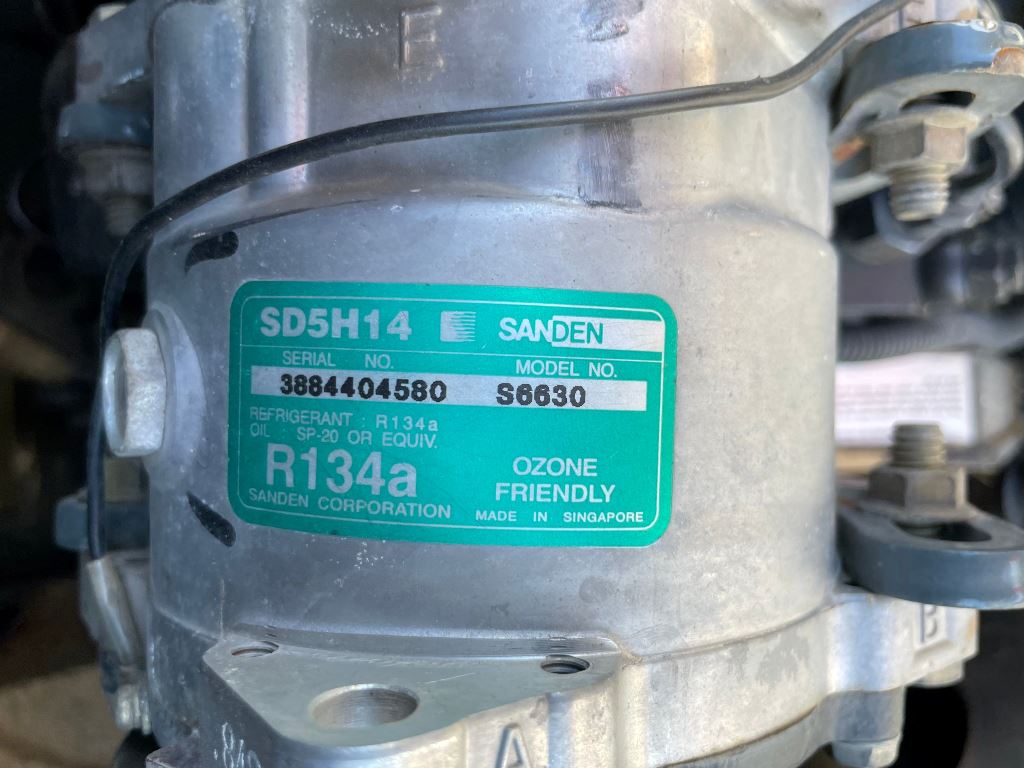 E
SD5H14 SANDEN
SERIAL NO. MODEL NO.
3884404580 S6630
REFRIGERANT : R134a
OIL : SP-20 OR EQUIV.
R134a OZONE FRIENDLY
SANDEN CORPORATION MADE IN SINGAPORE
B
A